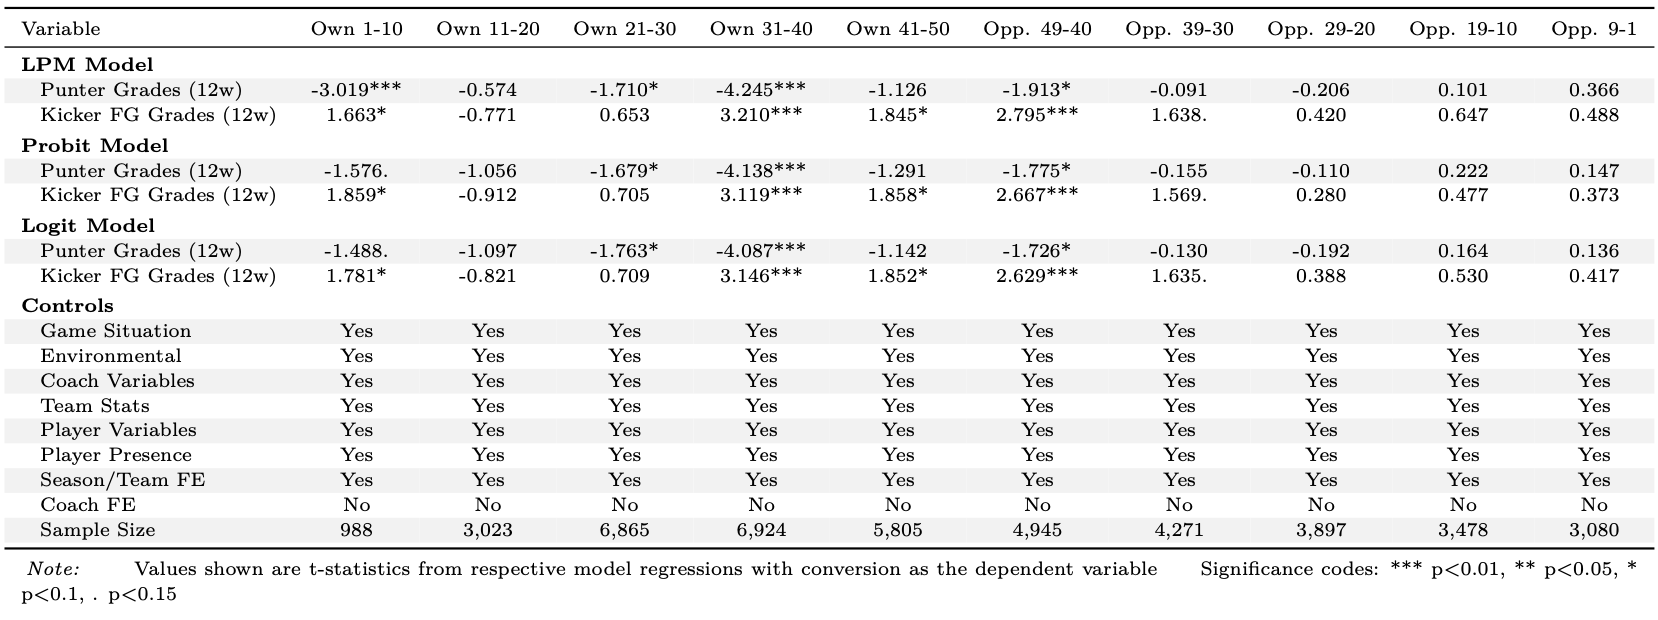 Variable Own 1-10 Own 11-20 Own 21-30 Own 31-40 Own 41-50 Opp. 49-40 Opp. 39-30 Opp. 29-20 Opp. 19-10 Opp. 9-1
LPM Model
Punter Grades (12w) -3.019*** -0.574 -1.710* -4.245*** -1.126 -1.913* -0.091 -0.206 0.101 0.366
Kicker FG Grades (12w) 1.663* -0.771 0.653 3.210*** 1.845* 2.795*** 1.638. 0.420 0.647 0.488
Probit Model
Punter Grades (12w) -1.576. -1.056 -1.679* -4.138*** -1.291 -1.775* -0.155 -0.110 0.222 0.147
Kicker FG Grades (12w) 1.859* -0.912 0.705 3.119*** 1.858* 2.667*** 1.569. 0.280 0.477 0.373
Logit Model
Punter Grades (12w) -1.488. -1.097 -1.763* -4.087*** -1.142 -1.726* -0.130 -0.192 0.164 0.136
Kicker FG Grades (12w) 1.781* -0.821 0.709 3.146*** 1.852* 2.629*** 1.635. 0.388 0.530 0.417
Controls
Game Situation Yes Yes Yes Yes Yes Yes Yes Yes Yes Yes
Environmental Yes Yes Yes Yes Yes Yes Yes Yes Yes Yes
Coach Variables Yes Yes Yes Yes Yes Yes Yes Yes Yes Yes
Team Stats Yes Yes Yes Yes Yes Yes Yes Yes Yes Yes
Player Variables Yes Yes Yes Yes Yes Yes Yes Yes Yes Yes
Player Presence Yes Yes Yes Yes Yes Yes Yes Yes Yes Yes
Season/Team FE Yes Yes Yes Yes Yes Yes Yes Yes Yes Yes
Coach FE No No No No No No No No No No
Sample Size 988 3,023 6,865 6,924 5,805 4,945 4,271 3,897 3,478 3,080
Note: Values shown are t-statistics from respective model regressions with conversion as the dependent variable Significance codes: *** p<0.01, ** p<0.05, *
p<0.1, . p<0.15